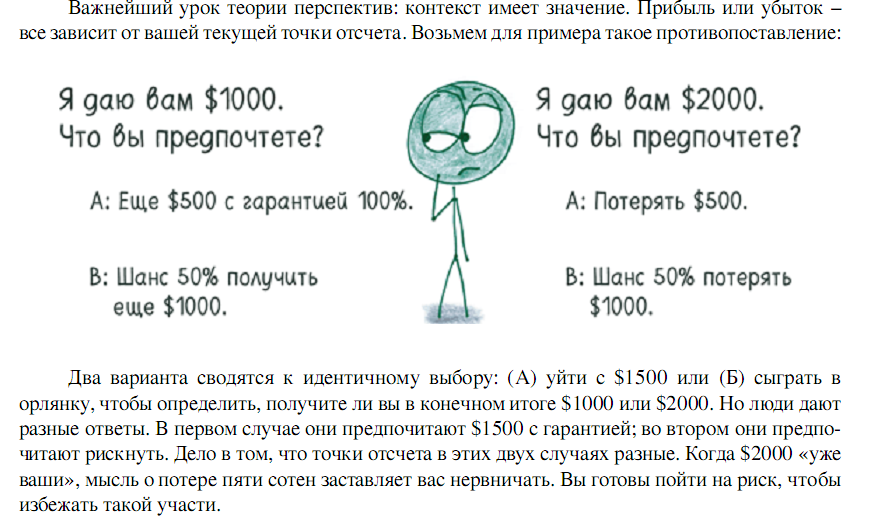 Важнейший урок теории перспектив: контекст имеет значение. Прибыль или убыток –
все зависит от вашей текущей точки отсчета. Возьмем для примера такое противопоставление:
Я даю вам $1000.
Что вы предпочтете?
А: Еще $500 с гарантией 100%.
В: Шанс 50% получить
еще $1000.
Я даю вам $2000.
Что вы предпочтете?
А: Потерять $500.
В: Шанс 50% потерять
$1000.
Два варианта сводятся к идентичному выбору: (А) уйти с $1500 или (Б) сыграть в
орлянку, чтобы определить, получите ли вы в конечном итоге $1000 или $2000. Но люди дают
разные ответы. В первом случае они предпочитают $1500 с гарантией; во втором они предпо-
читают рискнуть. Дело в том, что точки отсчета в этих двух случаях разные. Когда $2000 «уже
ваши», мысль о потере пяти сотен заставляет вас нервничать. Вы готовы пойти на риск, чтобы
избежать такой участи.